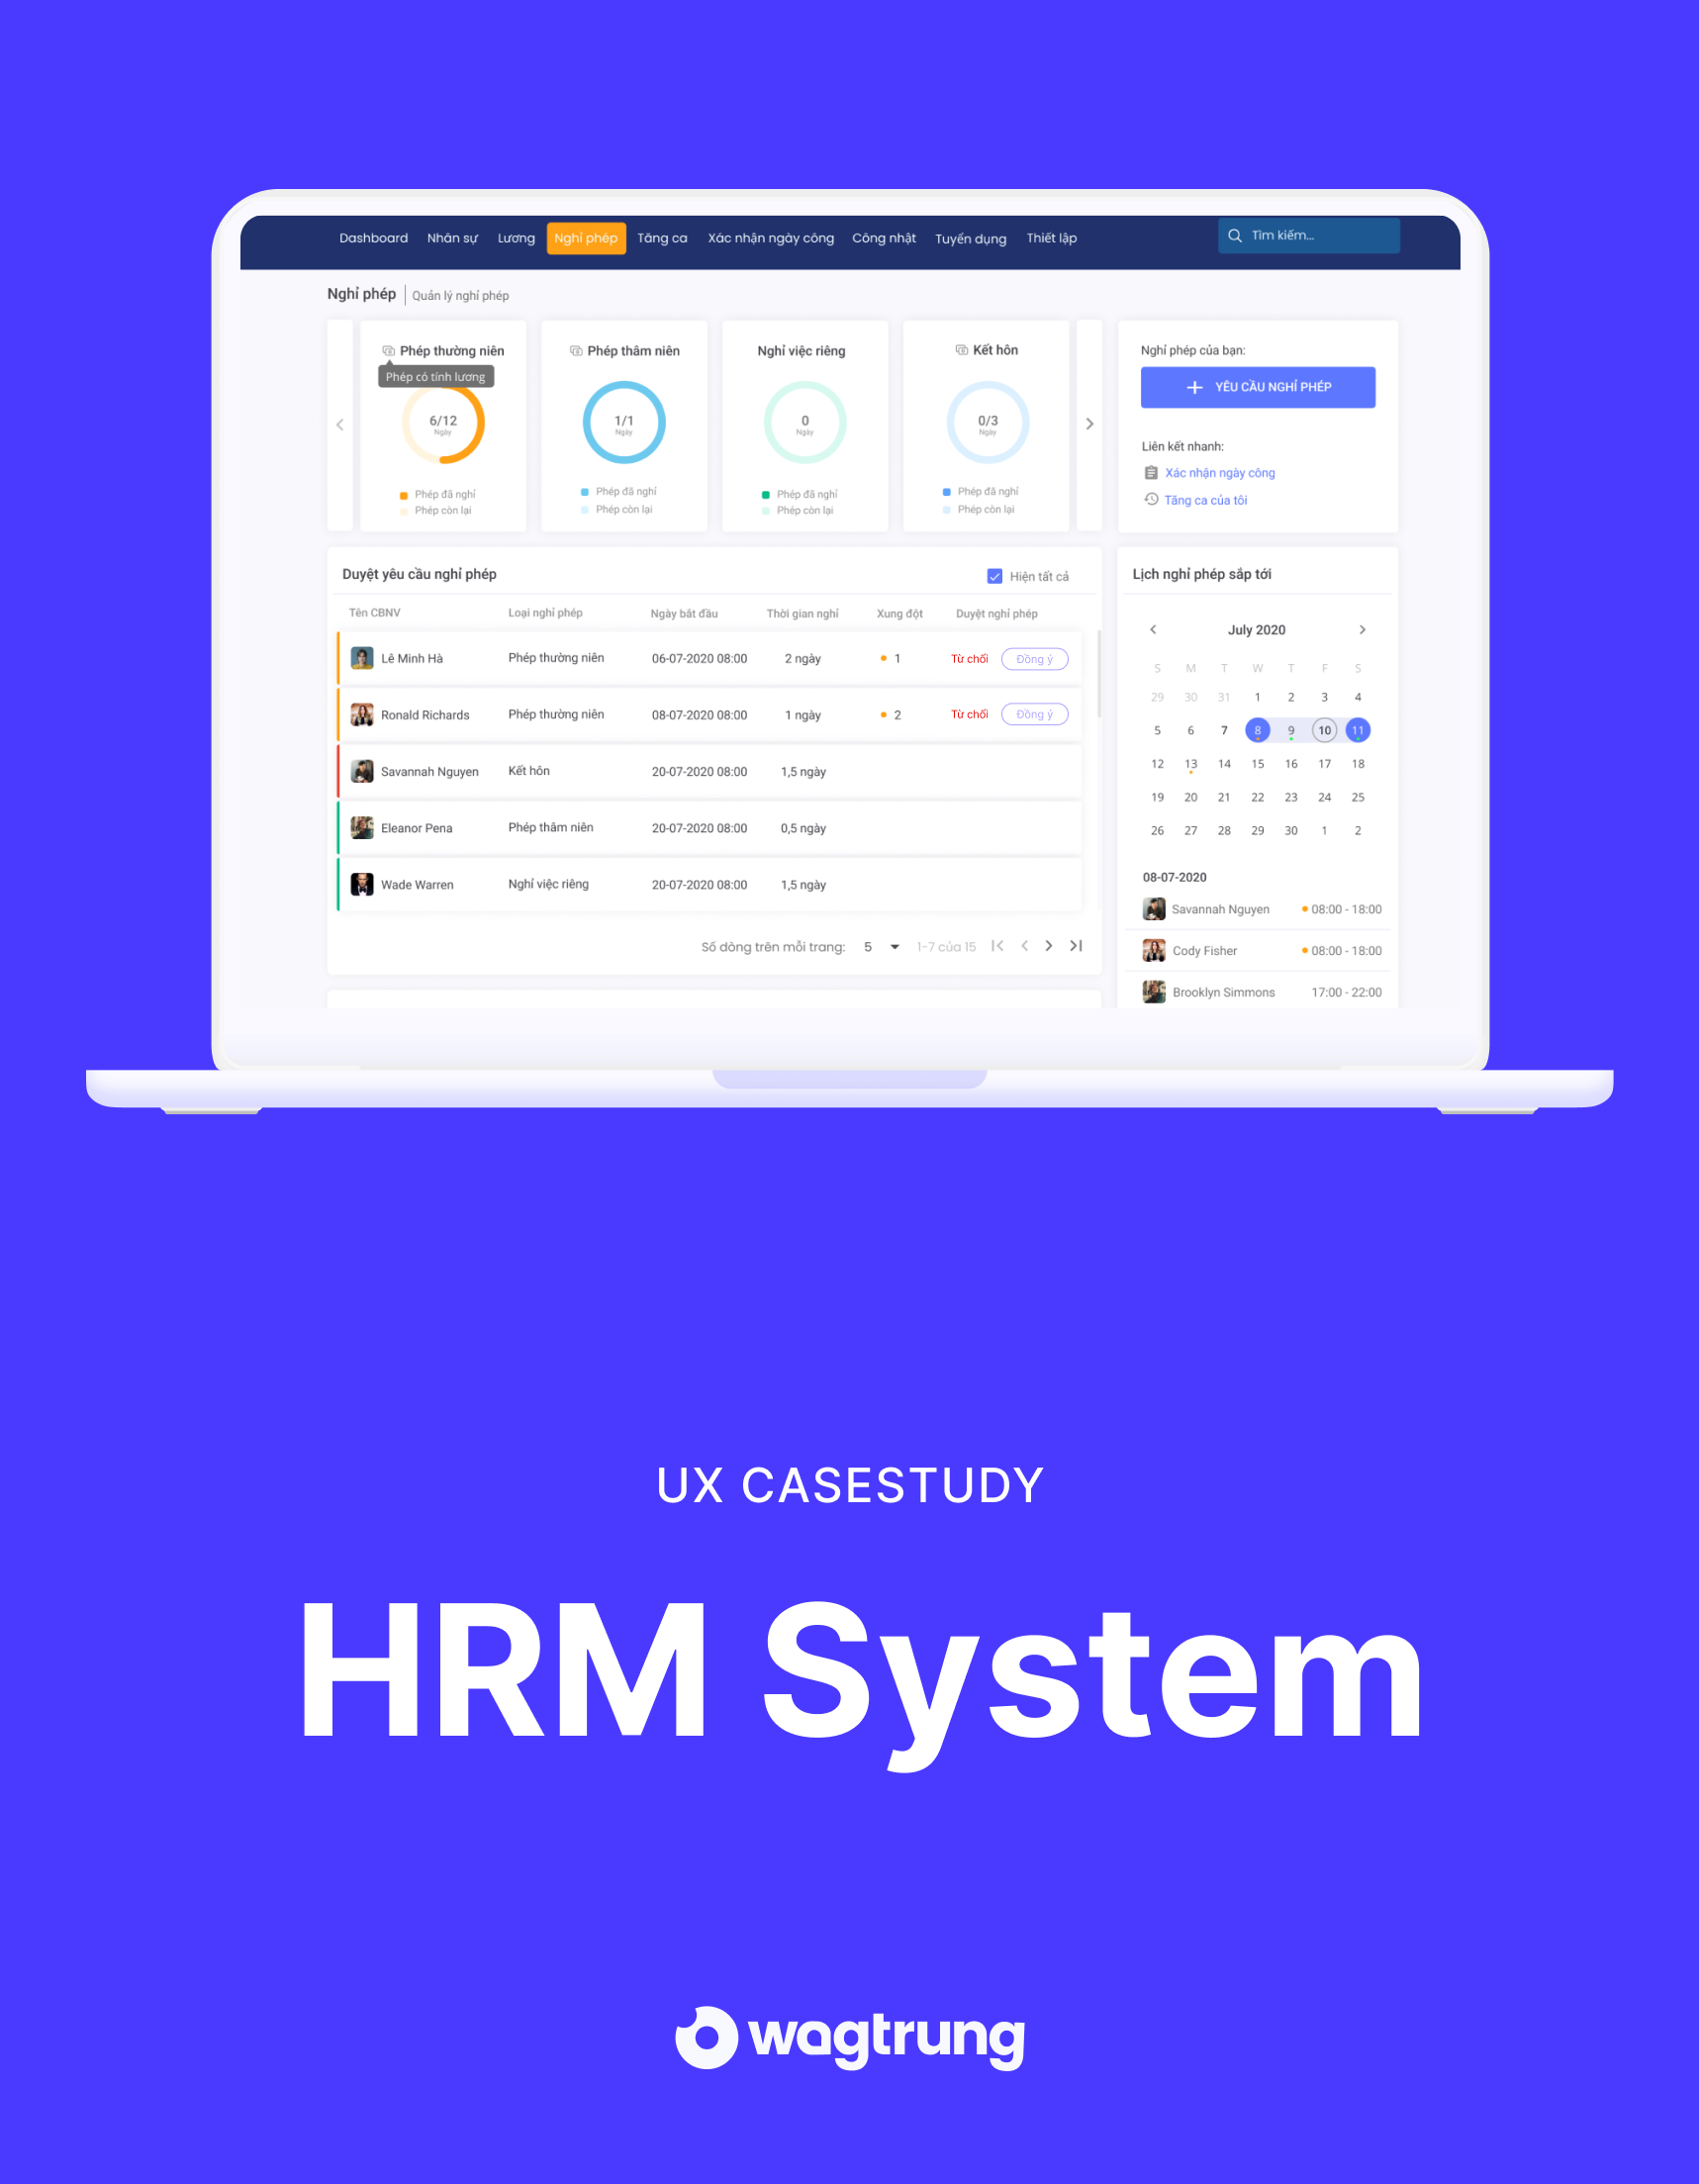 Dashboard Nhân sự Lương Nghỉ phép Tăng ca Xác nhận ngày công Công nhật Tuyển dụng Thiết lập Tìm kiếm...
Nghỉ phép Quản lý nghỉ phép
Phép thường niên
Phép có tính lương
6/12
Ngày
Phép đã nghỉ
Phép còn lại
Phép thâm niên
1/1
Ngày
Phép đã nghỉ
Phép còn lại
Nghỉ việc riêng
0
Ngày
Phép đã nghỉ
Phép còn lại
Kết hôn
0/3
Ngày
Phép đã nghỉ
Phép còn lại
Nghỉ phép của bạn:
YÊU CẦU NGHỈ PHÉP
Liên kết nhanh:
Xác nhận ngày công
Tăng ca của tôi
Duyệt yêu cầu nghỉ phép Hiện tất cả
Tên CBNV Loại nghỉ phép Ngày bắt đầu Thời gian nghỉ Xung đột Duyệt nghỉ phép
Lê Minh Hà Phép thường niên 06-07-2020 08:00 2 ngày 1 Từ chối Đồng ý
Ronald Richards Phép thường niên 08-07-2020 08:00 1 ngày 2 Từ chối Đồng ý
Savannah Nguyen Kết hôn 20-07-2020 08:00 1,5 ngày
Eleanor Pena Phép thâm niên 20-07-2020 08:00 0,5 ngày
Wade Warren Nghỉ việc riêng 20-07-2020 08:00 1,5 ngày
Số dòng trên mỗi trang: 5 1-7 của 15
Lịch nghỉ phép sắp tới
July 2020
S M T W T F S
29 30 31 1 2 3 4
5 6 7 8 9 10 11
12 13 14 15 16 17 18
19 20 21 22 23 24 25
26 27 28 29 30 1 2
08-07-2020
Savannah Nguyen 08:00 - 18:00
Cody Fisher 08:00 - 18:00
Brooklyn Simmons 17:00 - 22:00
UX CASESTUDY
HRM System
wagtrung